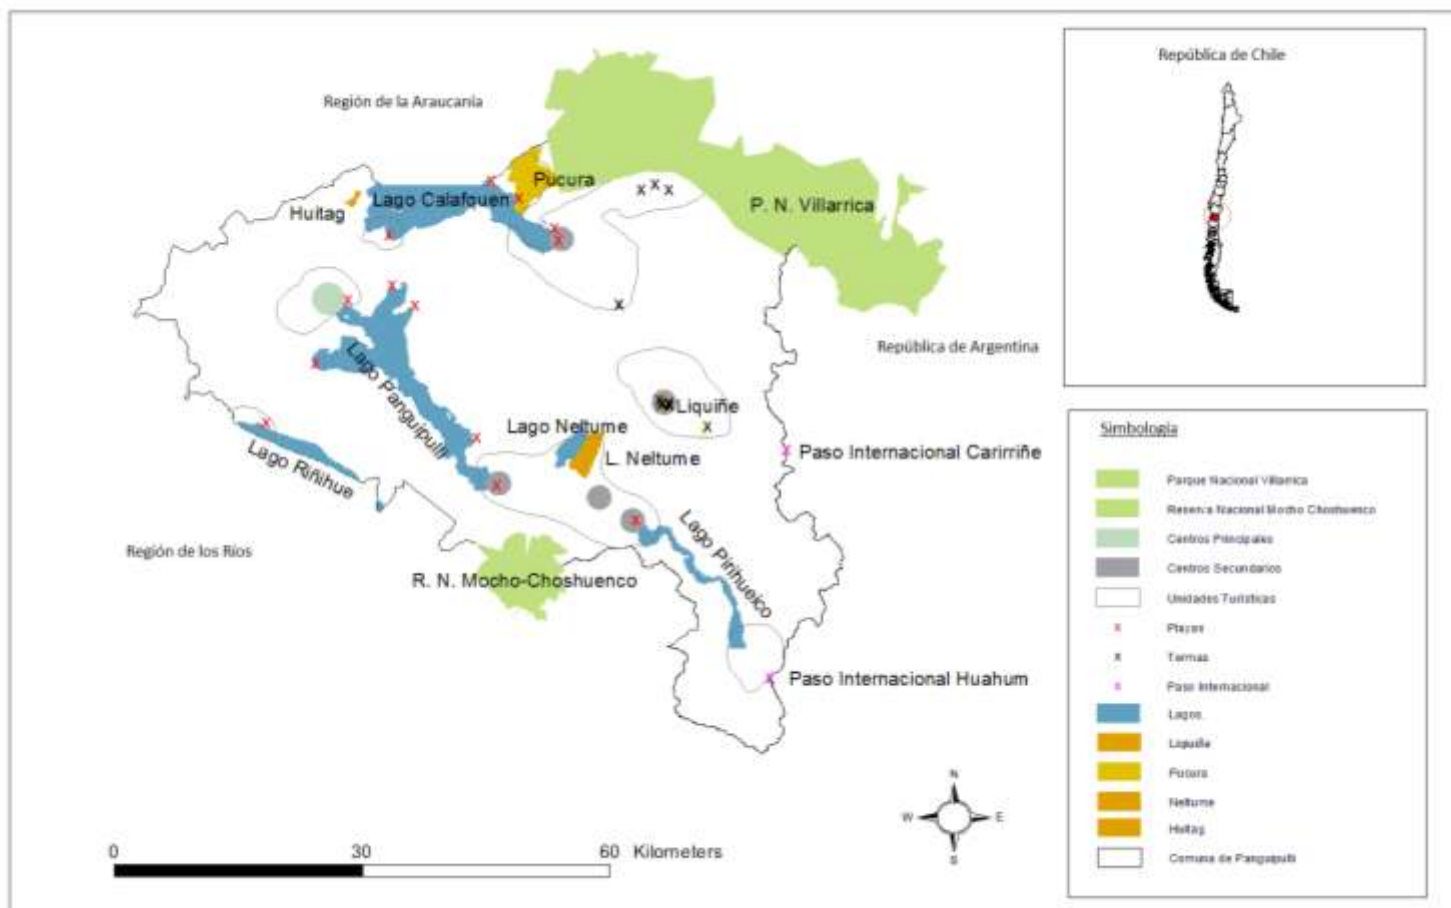 República de Chile
Región de la Araucanía
Pucura
Lago Calafquen
Huitag
P. N. Villarrica
República de Argentina
Lago Panguipulli
Liquiñe
Lago Neltume
L. Neltume
Paso Internacional Carirriñe
Lago Riñihue
Lago Pirihueico
Región de los Ríos
R. N. Mocho-Choshuenco
Paso Internacional Huahum
N
W
E
S
0
30
60
Kilometers
Simbología
Parque Nacional Villarrica
Reserva Nacional Mocho Choshuenco
Centros Principales
Centros Secundarios
Unidades Turísticas
Playas
Termas
Paso Internacional
Lagos
Liquiñe
Pucura
Neltume
Huitag
Comuna de Panguipulli